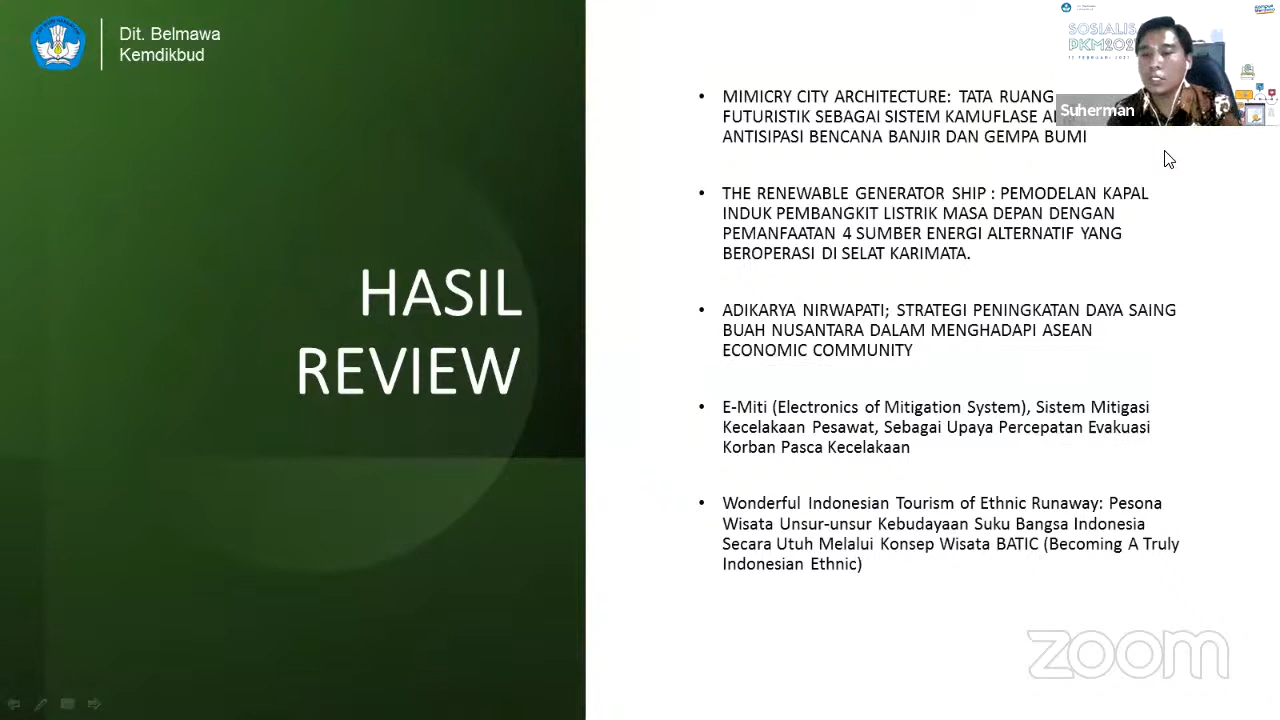 Dit. Belmawa
Kemdikbud
HASIL
REVIEW
• MIMICRY CITY ARCHITECTURE: TATA RUANG
FUTURISTIK SEBAGAI SISTEM KAMUFLASE
ANTISIPASI BENCANA BANJIR DAN GEMPA BUMI
• THE RENEWABLE GENERATOR SHIP : PEMODELAN KAPAL
INDUK PEMBANGKIT LISTRIK MASA DEPAN DENGAN
PEMANFAATAN 4 SUMBER ENERGI ALTERNATIF YANG
BEROPERASI DI SELAT KARIMATA.
• ADIKARYA NIRWAPATI; STRATEGI PENINGKATAN DAYA SAING
BUAH NUSANTARA DALAM MENGHADAPI ASEAN
ECONOMIC COMMUNITY
• E-Miti (Electronics of Mitigation System), Sistem Mitigasi
Kecelakaan Pesawat, Sebagai Upaya Percepatan Evakuasi
Korban Pasca Kecelakaan
• Wonderful Indonesian Tourism of Ethnic Runaway: Pesona
Wisata Unsur-unsur Kebudayaan Suku Bangsa Indonesia
Secara Utuh Melalui Konsep Wisata BATIC (Becoming A Truly
Indonesian Ethnic)
SOSIALIS
PKM202
Suherman
zoom